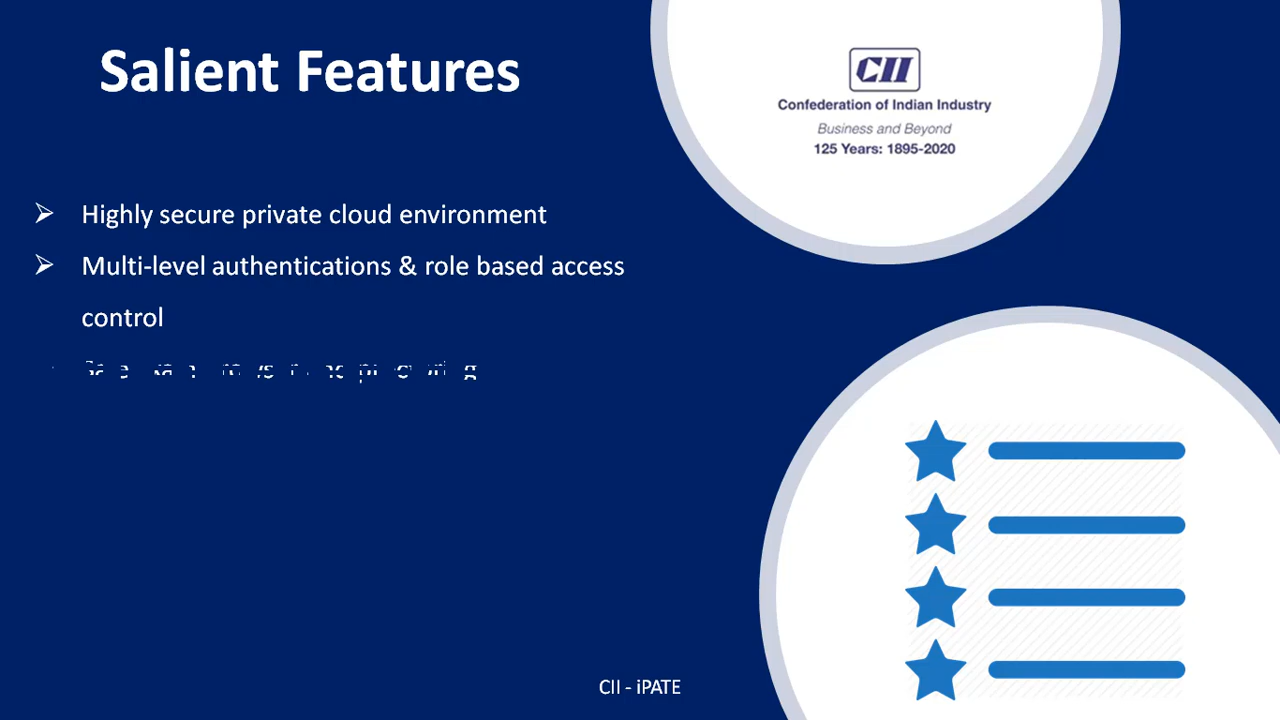 Salient Features
CII
Confederation of Indian Industry
Business and Beyond
125 Years: 1895-2020
Highly secure private cloud environment
Multi-level authentications & role based access
control
CII - iPATE